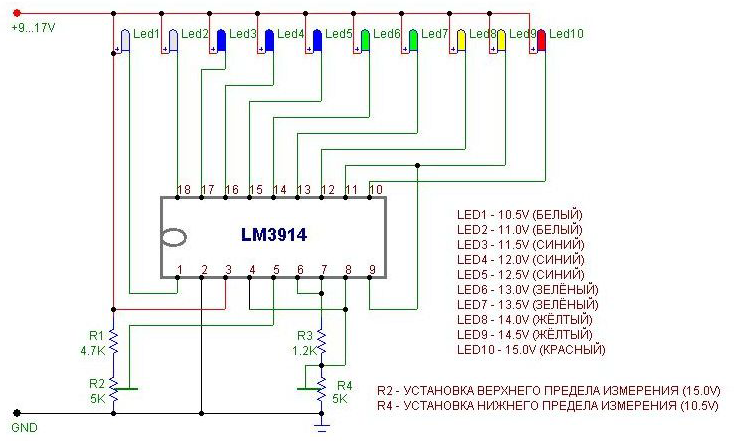 +9...17V
Led1 Led2 Led3 Led4 Led5 Led6 Led7 Led8 Led9 Led10
18 17 16 15 14 13 12 11 10
LM3914
1 2 3 4 5 6 7 8 9
LED1 - 10.5V (БЕЛЫЙ)
LED2 - 11.0V (БЕЛЫЙ)
LED3 - 11.5V (СИНИЙ)
LED4 - 12.0V (СИНИЙ)
LED5 - 12.5V (СИНИЙ)
LED6 - 13.0V (ЗЕЛЁНЫЙ)
LED7 - 13.5V (ЗЕЛЁНЫЙ)
LED8 - 14.0V (ЖЁЛТЫЙ)
LED9 - 14.5V (ЖЁЛТЫЙ)
LED10 - 15.0V (КРАСНЫЙ)
R1
4.7K
R3
1.2K
R2
5K
R4
5K
R2 - УСТАНОВКА ВЕРХНЕГО ПРЕДЕЛА ИЗМЕРЕНИЯ (15.0V)
R4 - УСТАНОВКА НИЖНЕГО ПРЕДЕЛА ИЗМЕРЕНИЯ (10.5V)
GND